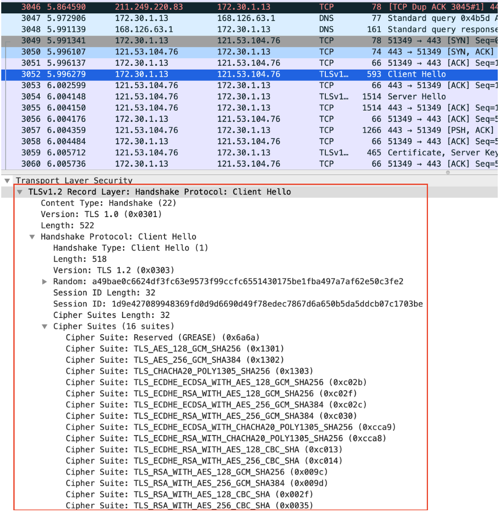 3046 5.864590 211.249.220.83 172.30.1.13 TCP 78 [TCP Dup ACK 3045#1] 44
3047 5.972906 172.30.1.13 168.126.63.1 DNS 77 Standard query 0x4b5d A
3048 5.991139 168.126.63.1 172.30.1.13 DNS 161 Standard query response
3049 5.991341 172.30.1.13 121.53.104.76 TCP 78 51349 → 443 [SYN] Seq=0
3050 5.996107 121.53.104.76 172.30.1.13 TCP 74 443 → 51349 [SYN, ACK]
3051 5.996137 172.30.1.13 121.53.104.76 TCP 66 51349 → 443 [ACK] Seq=1
3052 5.996279 172.30.1.13 121.53.104.76 TLSv1… 593 Client Hello
3053 6.002599 121.53.104.76 172.30.1.13 TCP 66 443 → 51349 [ACK] Seq=1
3054 6.004148 121.53.104.76 172.30.1.13 TLSv1… 1514 Server Hello
3055 6.004150 121.53.104.76 172.30.1.13 TCP 1514 443 → 51349 [ACK] Seq=1
3056 6.004176 172.30.1.13 121.53.104.76 TCP 66 51349 → 443 [ACK] Seq=5
3057 6.004359 121.53.104.76 172.30.1.13 TCP 1266 443 → 51349 [PSH, ACK]
3058 6.004484 172.30.1.13 121.53.104.76 TCP 66 51349 → 443 [ACK] Seq=5
3059 6.005712 121.53.104.76 172.30.1.13 TLSv1… 465 Certificate, Server Key
3060 6.005736 172.30.1.13 121.53.104.76 TCP 66 51349 → 443 [ACK] Seq=5
Transport Layer Security
TLSv1.2 Record Layer: Handshake Protocol: Client Hello
Content Type: Handshake (22)
Version: TLS 1.0 (0x0301)
Length: 522
Handshake Protocol: Client Hello
Handshake Type: Client Hello (1)
Length: 518
Version: TLS 1.2 (0x0303)
Random: a49bae0c6624df3fc63e9573f99ccfc6551430175be1fba497a7af62e50c3fe2
Session ID Length: 32
Session ID: 1d9e427089948369fd0d9d6690d49f78edec7867d6a650b5da5ddcb07c1703be
Cipher Suites Length: 32
Cipher Suites (16 suites)
Cipher Suite: Reserved (GREASE) (0x6a6a)
Cipher Suite: TLS_AES_128_GCM_SHA256 (0x1301)
Cipher Suite: TLS_AES_256_GCM_SHA384 (0x1302)
Cipher Suite: TLS_CHACHA20_POLY1305_SHA256 (0x1303)
Cipher Suite: TLS_ECDHE_ECDSA_WITH_AES_128_GCM_SHA256 (0xc02b)
Cipher Suite: TLS_ECDHE_RSA_WITH_AES_128_GCM_SHA256 (0xc02f)
Cipher Suite: TLS_ECDHE_ECDSA_WITH_AES_256_GCM_SHA384 (0xc02c)
Cipher Suite: TLS_ECDHE_RSA_WITH_AES_256_GCM_SHA384 (0xc030)
Cipher Suite: TLS_ECDHE_ECDSA_WITH_CHACHA20_POLY1305_SHA256 (0xcca9)
Cipher Suite: TLS_ECDHE_RSA_WITH_CHACHA20_POLY1305_SHA256 (0xcca8)
Cipher Suite: TLS_ECDHE_RSA_WITH_AES_128_CBC_SHA (0xc013)
Cipher Suite: TLS_ECDHE_RSA_WITH_AES_256_CBC_SHA (0xc014)
Cipher Suite: TLS_RSA_WITH_AES_128_GCM_SHA256 (0x009c)
Cipher Suite: TLS_RSA_WITH_AES_256_GCM_SHA384 (0x009d)
Cipher Suite: TLS_RSA_WITH_AES_128_CBC_SHA (0x002f)
Cipher Suite: TLS_RSA_WITH_AES_256_CBC_SHA (0x0035)